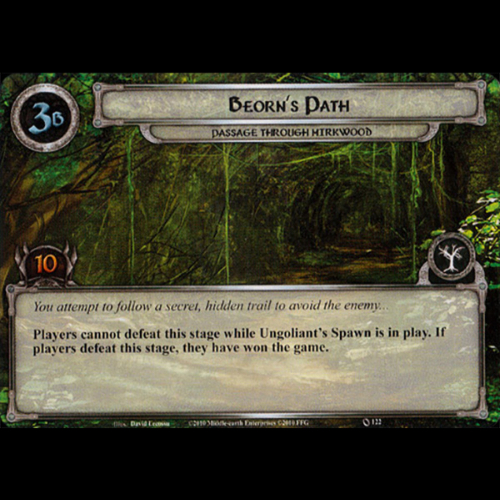 3B
BEORN'S PATH
PASSAGE THROUGH MIRKWOOD
10
You attempt to follow a secret, hidden trail to avoid the enemy...
Players cannot defeat this stage while Ungoliant's Spawn is in play. If
players defeat this stage, they have won the game.
Illus. David Lecossu ©2010 Middle-earth Enterprises ©2010 FFG 122